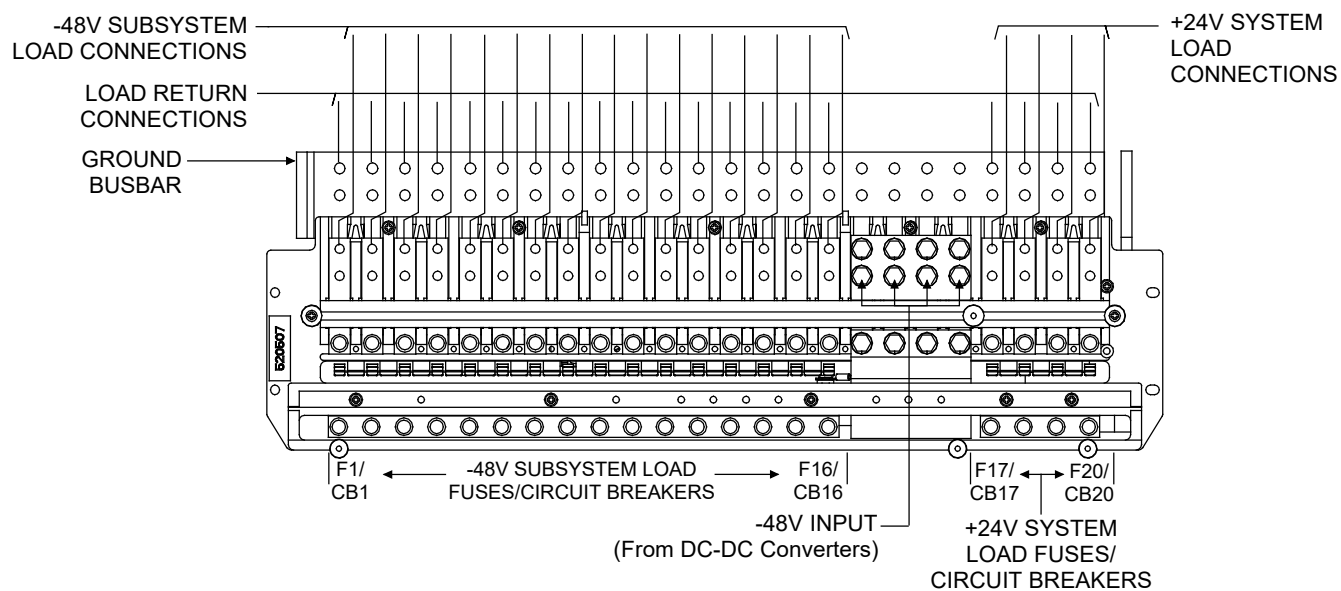 -48V SUBSYSTEM
LOAD CONNECTIONS
+24V SYSTEM
LOAD
CONNECTIONS
LOAD RETURN
CONNECTIONS
GROUND
BUSBAR
520607
F1/
CB1
-48V SUBSYSTEM LOAD
FUSES/CIRCUIT BREAKERS
F16/
CB16
F17/
CB17
F20/
CB20
-48V INPUT
(From DC-DC Converters)
+24V SYSTEM
LOAD FUSES/
CIRCUIT BREAKERS